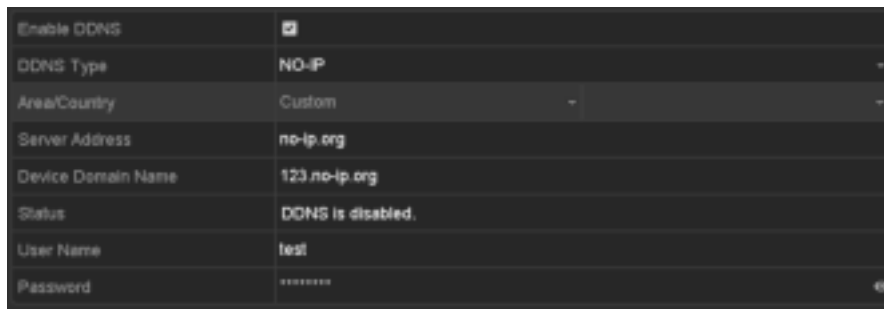 Enable DDNS
DDNS Type NO-IP
Area/Country Custom
Server Address no-ip.org
Device Domain Name 123.no-ip.org
Status DDNS is disabled.
User Name test
Password ********